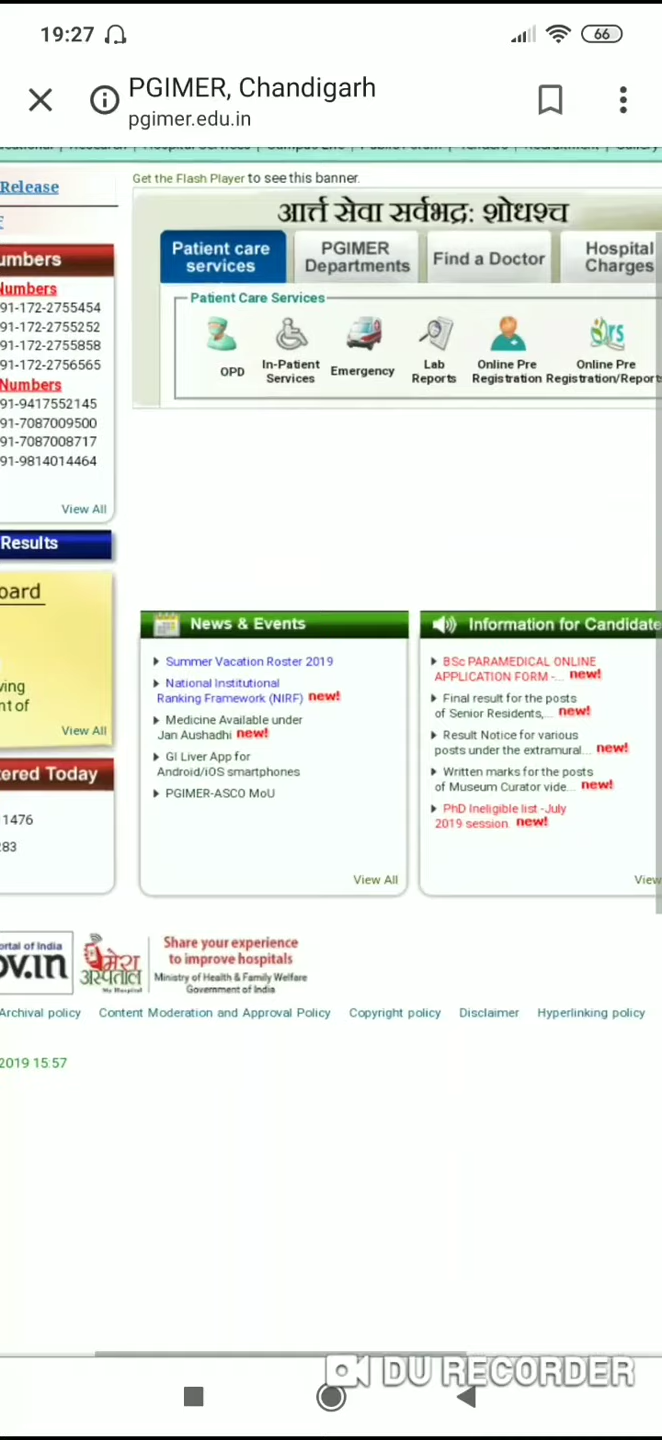 19:27
66
PGIMER, Chandigarh
pgimer.edu.in
Release
Get the Flash Player to see this banner.
आर्त्त सेवा सर्वभद्र: शोधश्च
umbers
Numbers
91-172-2755454
91-172-2755252
91-172-2755858
91-172-2756565
Numbers
91-9417552145
91-7087009500
91-7087008717
91-9814014464
View All
Patient care services
PGIMER Departments
Find a Doctor
Hospital Charges
Patient Care Services
OPD
In-Patient Services
Emergency
Lab Reports
Online Pre Registration
Online Pre Registration/Report
Results
oard
ving
nt of
View All
ered Today
1476
283
News & Events
Summer Vacation Roster 2019
National Institutional
Ranking Framework (NIRF) new!
Medicine Available under
Jan Aushadhi new!
GI Liver App for
Android/iOS smartphones
PGIMER-ASCO MoU
View All
Information for Candidate
BSc PARAMEDICAL ONLINE
APPLICATION FORM -... new!
Final result for the posts
of Senior Residents,... new!
Result Notice for various
posts under the extramural... new!
Written marks for the posts
of Museum Curator vide... new!
PhD Ineligible list -July
2019 session new!
View
ortal of India
ov.in
मेरा
अस्पताल
My Hospital
Share your experience
to improve hospitals
Ministry of Health & Family Welfare
Government of India
Archival policy Content Moderation and Approval Policy Copyright policy Disclaimer Hyperlinking policy
2019 15:57
DU RECORDER